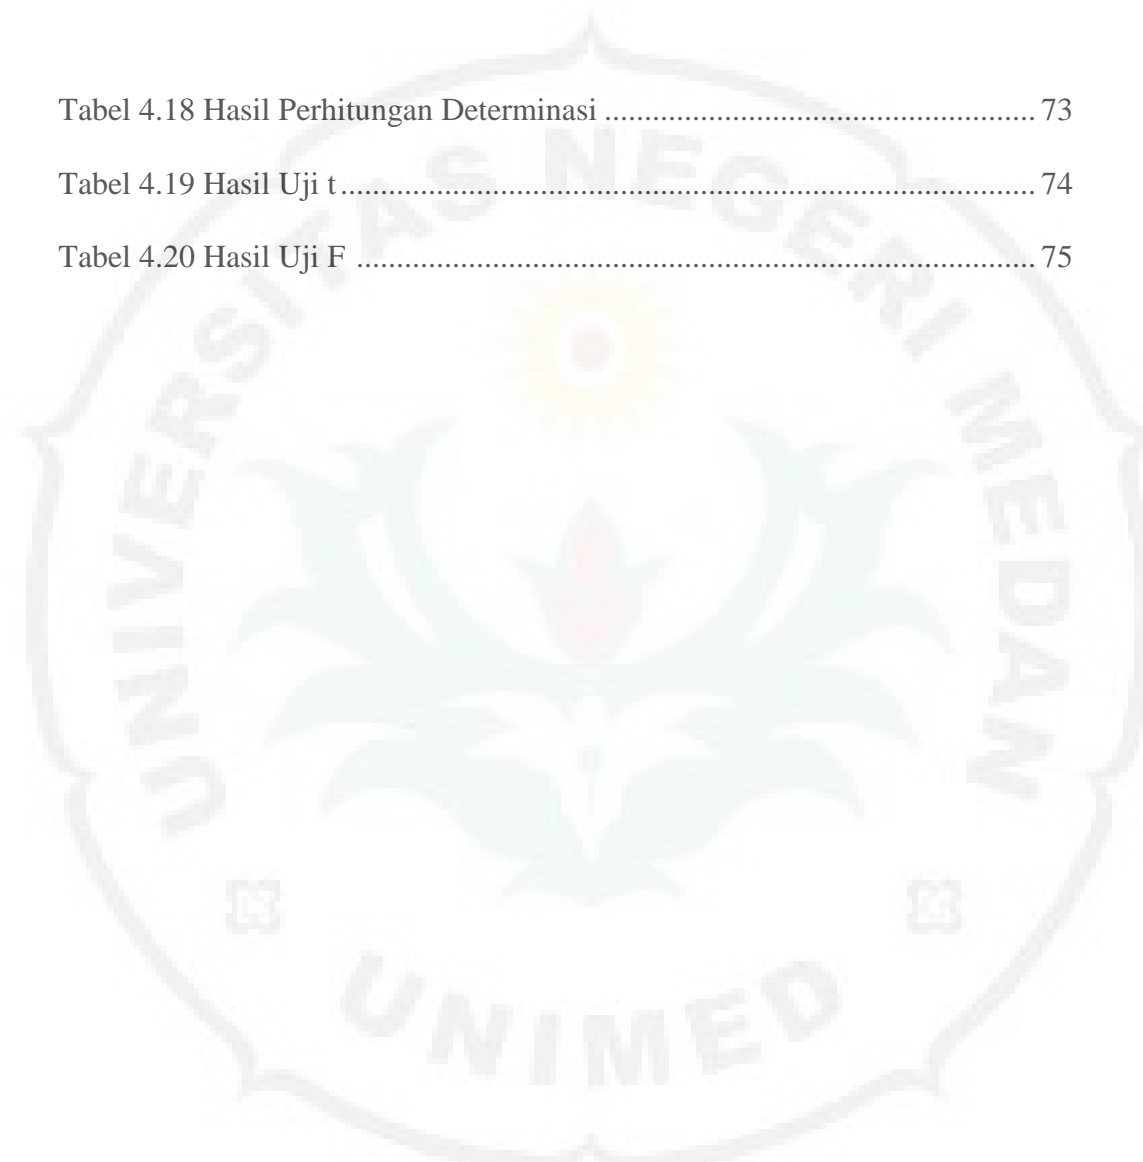 Tabel 4.18 Hasil Perhitungan Determinasi ...................................................... 73
Tabel 4.19 Hasil Uji t ....................................................................................... 74
Tabel 4.20 Hasil Uji F ..................................................................................... 75
UNIVERSITAS NEGERI MEDAN
UNIMED